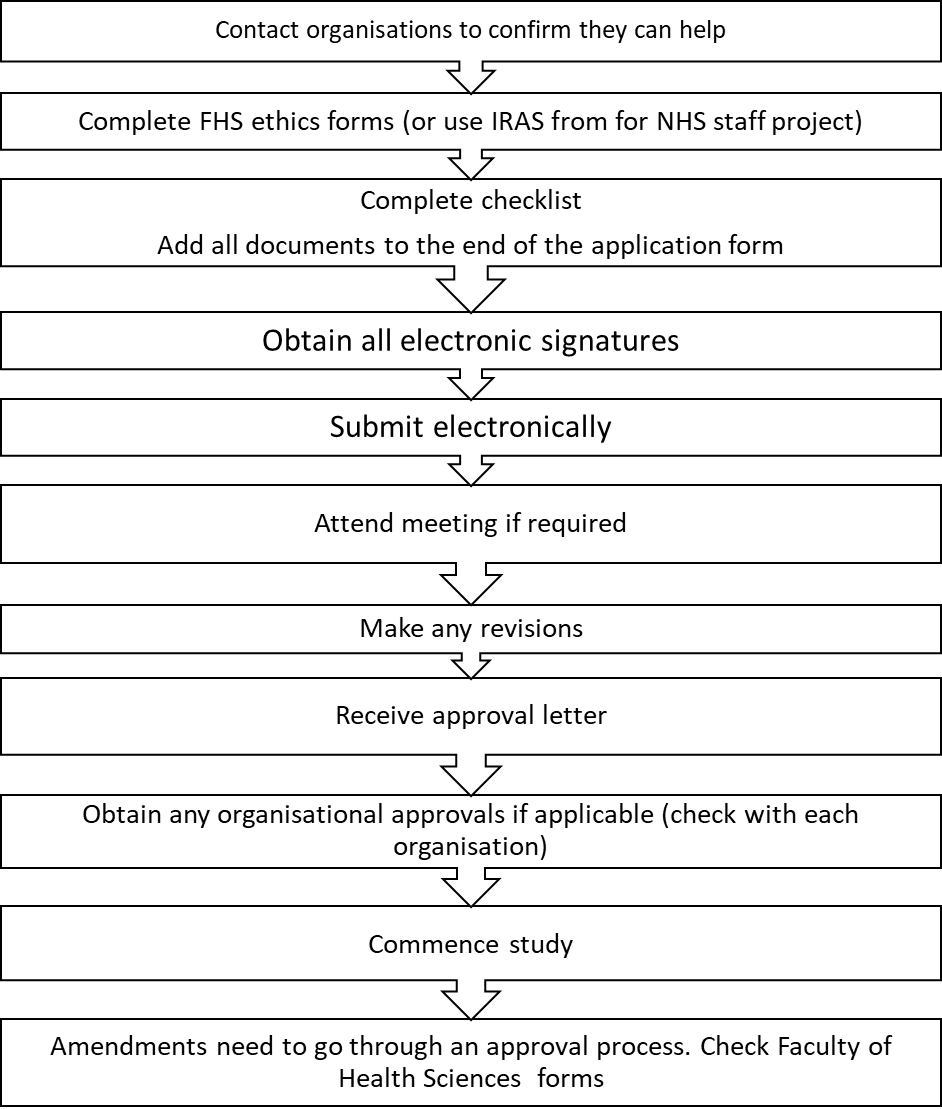 Contact organisations to confirm they can help
Complete FHS ethics forms (or use IRAS from for NHS staff project)
Complete checklist
Add all documents to the end of the application form
Obtain all electronic signatures
Submit electronically
Attend meeting if required
Make any revisions
Receive approval letter
Obtain any organisational approvals if applicable (check with each
organisation)
Commence study
Amendments need to go through an approval process. Check Faculty of
Health Sciences  forms